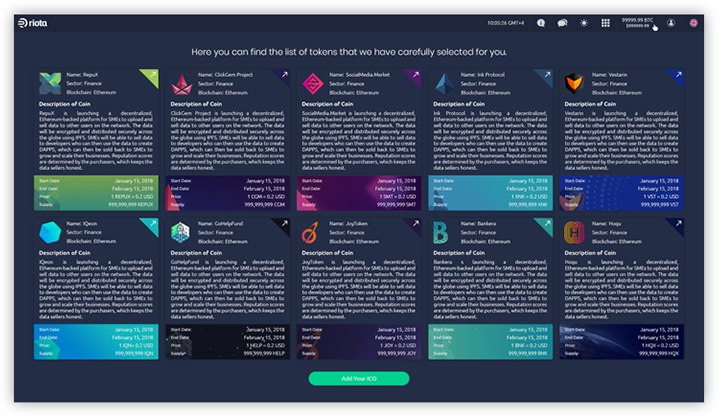 riota
10:05:26 GMT+4
99999.99 BTC
$999999.99
Here you can find the list of tokens that we have carefully selected for you.
Name: RepuX
Sector: Finance
Blockchain: Ethereum
Description of Coin
RepuX is launching a decentralized,
Ethereum-backed platform for SMEs to upload and
sell data to other users on the network. The data
will be encrypted and distributed securely across
the globe using IPFS. SMEs will be able to sell data
to developers who can then use the data to create
DAPPS, which can then be sold back to SMEs to
grow and scale their businesses. Reputation scores
are determined by the purchasers, which keeps the
data sellers honest.
Start Date: January 15, 2018
End Date: February 15, 2018
Price: 1 REPUX = 0.2 USD
Supply: 999,999,999 REPUX
Name: ClickGem Project
Sector: Finance
Blockchain: Ethereum
Description of Coin
ClickGem Project is launching a decentralized,
Ethereum-backed platform for SMEs to upload and
sell data to other users on the network. The data
will be encrypted and distributed securely across
the globe using IPFS. SMEs will be able to sell data
to developers who can then use the data to create
DAPPS, which can then be sold back to SMEs to
grow and scale their businesses. Reputation scores
are determined by the purchasers, which keeps the
data sellers honest.
Start Date: January 15, 2018
End Date: February 15, 2018
Price: 1 CGM = 0.2 USD
Supply: 999,999,999 CGM
Name: SocialMedia.Market
Sector: Finance
Blockchain: Ethereum
Description of Coin
SocialMedia.Market is launching a decentralized,
Ethereum-backed platform for SMEs to upload and
sell data to other users on the network. The data
will be encrypted and distributed securely across
the globe using IPFS. SMEs will be able to sell data
to developers who can then use the data to create
DAPPS, which can then be sold back to SMEs to
grow and scale their businesses. Reputation scores
are determined by the purchasers, which keeps the
data sellers honest.
Start Date: January 15, 2018
End Date: February 15, 2018
Price: 1 SMT = 0.2 USD
Supply: 999,999,999 SMT
Name: Ink Protocol
Sector: Finance
Blockchain: Ethereum
Description of Coin
Ink Protocol is launching a decentralized,
Ethereum-backed platform for SMEs to upload and
sell data to other users on the network. The data
will be encrypted and distributed securely across
the globe using IPFS. SMEs will be able to sell data
to developers who can then use the data to create
DAPPS, which can then be sold back to SMEs to
grow and scale their businesses. Reputation scores
are determined by the purchasers, which keeps the
data sellers honest.
Start Date: January 15, 2018
End Date: February 15, 2018
Price: 1 XNK = 0.2 USD
Supply: 999,999,999 XNK
Name: Vestarin
Sector: Finance
Blockchain: Ethereum
Description of Coin
Vestarin is launching a decentralized,
Ethereum-backed platform for SMEs to upload and
sell data to other users on the network. The data
will be encrypted and distributed securely across
the globe using IPFS. SMEs will be able to sell data
to developers who can then use the data to create
DAPPS, which can then be sold back to SMEs to
grow and scale their businesses. Reputation scores
are determined by the purchasers, which keeps the
data sellers honest.
Start Date: January 15, 2018
End Date: February 15, 2018
Price: 1 VST = 0.2 USD
Supply: 999,999,999 VST
Name: IQeon
Sector: Finance
Blockchain: Ethereum
Description of Coin
IQeon is launching a decentralized,
Ethereum-backed platform for SMEs to upload and
sell data to other users on the network. The data
will be encrypted and distributed securely across
the globe using IPFS. SMEs will be able to sell data
to developers who can then use the data to create
DAPPS, which can then be sold back to SMEs to
grow and scale their businesses. Reputation scores
are determined by the purchasers, which keeps the
data sellers honest.
Start Date: January 15, 2018
End Date: February 15, 2018
Price: 1 IQN= 0.2 USD
Supply: 999,999,999 IQN
Name: GoHelpFund
Sector: Finance
Blockchain: Ethereum
Description of Coin
GoHelpFund is launching a decentralized,
Ethereum-backed platform for SMEs to upload and
sell data to other users on the network. The data
will be encrypted and distributed securely across
the globe using IPFS. SMEs will be able to sell data
to developers who can then use the data to create
DAPPS, which can then be sold back to SMEs to
grow and scale their businesses. Reputation scores
are determined by the purchasers, which keeps the
data sellers honest.
Start Date: January 15, 2018
End Date: February 15, 2018
Price: 1 HELP = 0.2 USD
Supply: 999,999,999 HELP
Name: JoyToken
Sector: Finance
Blockchain: Ethereum
Description of Coin
JoyToken is launching a decentralized,
Ethereum-backed platform for SMEs to upload and
sell data to other users on the network. The data
will be encrypted and distributed securely across
the globe using IPFS. SMEs will be able to sell data
to developers who can then use the data to create
DAPPS, which can then be sold back to SMEs to
grow and scale their businesses. Reputation scores
are determined by the purchasers, which keeps the
data sellers honest.
Start Date: January 15, 2018
End Date: February 15, 2018
Price: 1 JOY = 0.2 USD
Supply: 999,999,999 JOY
Name: Bankera
Sector: Finance
Blockchain: Ethereum
Description of Coin
Bankera is launching a decentralized,
Ethereum-backed platform for SMEs to upload and
sell data to other users on the network. The data
will be encrypted and distributed securely across
the globe using IPFS. SMEs will be able to sell data
to developers who can then use the data to create
DAPPS, which can then be sold back to SMEs to
grow and scale their businesses. Reputation scores
are determined by the purchasers, which keeps the
data sellers honest.
Start Date: January 15, 2018
End Date: February 15, 2018
Price: 1 BNK = 0.2 USD
Supply: 999,999,999 BNK
Name: Hoqu
Sector: Finance
Blockchain: Ethereum
Description of Coin
Hoqu is launching a decentralized,
Ethereum-backed platform for SMEs to upload and
sell data to other users on the network. The data
will be encrypted and distributed securely across
the globe using IPFS. SMEs will be able to sell data
to developers who can then use the data to create
DAPPS, which can then be sold back to SMEs to
grow and scale their businesses. Reputation scores
are determined by the purchasers, which keeps the
data sellers honest.
Start Date: January 15, 2018
End Date: February 15, 2018
Price: 1 HQX = 0.2 USD
Supply: 999,999,999 HQX
Add Your ICO